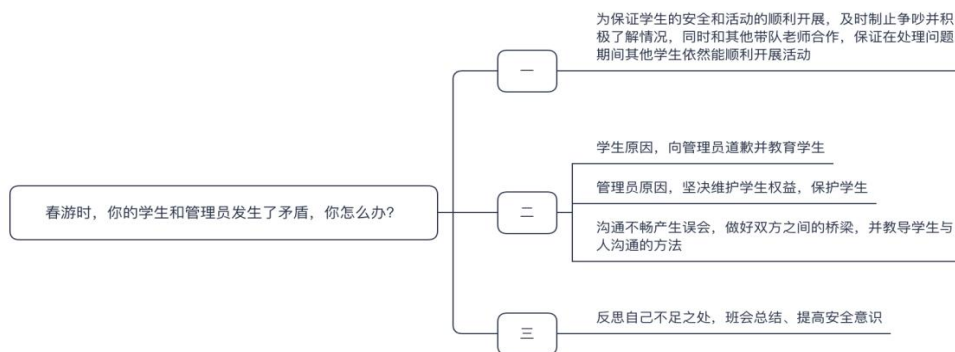 春游时，你的学生和管理员发生了矛盾，你怎么办？
一
为保证学生的安全和活动的顺利开展，及时制止争吵并积
极了解情况，同时和其他带队老师合作，保证在处理问题
期间其他学生依然能顺利开展活动
二
学生原因，向管理员道歉并教育学生
管理员原因，坚决维护学生权益，保护学生
沟通不畅产生误会，做好双方之间的桥梁，并教导学生与
人沟通的方法
三
反思自己不足之处，班会总结、提高安全意识